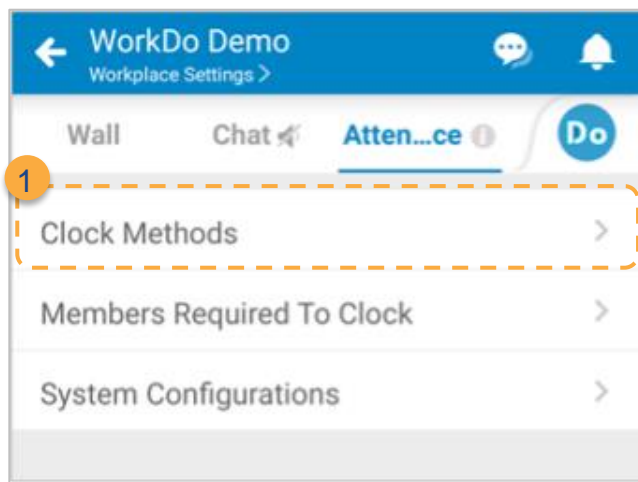 WorkDo Demo
Workplace Settings >
Wall
Chat
Atten...ce
Do
1
Clock Methods
Members Required To Clock
System Configurations